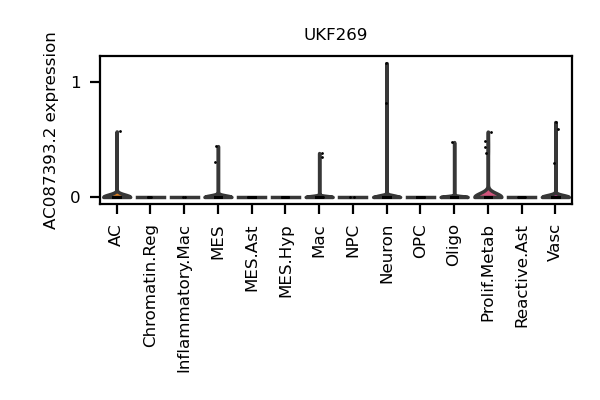 UKF269
AC087393.2 expression
1
0
AC
Chromatin.Reg
Inflammatory.Mac
MES
MES.Ast
MES.Hyp
Mac
NPC
Neuron
OPC
Oligo
Prolif.Metab
Reactive.Ast
Vasc